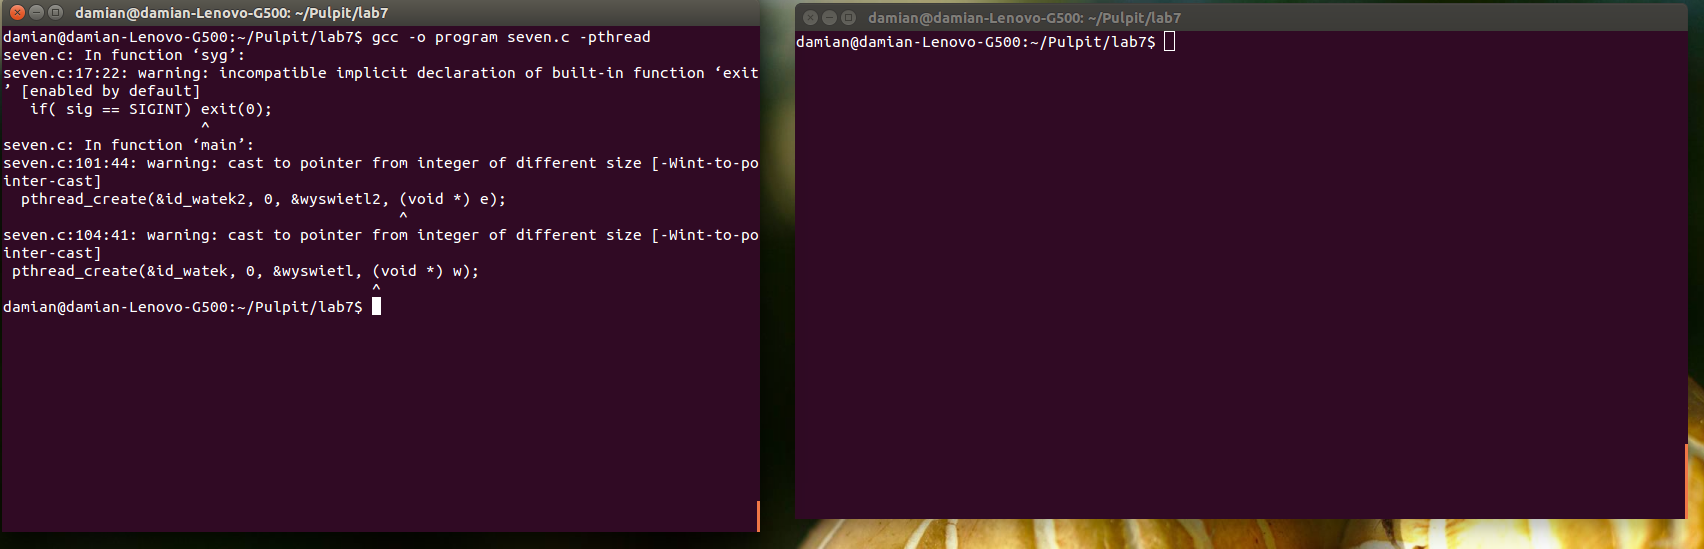 damian@damian-Lenovo-G500: ~/Pulpit/lab7
damian@damian-Lenovo-G500:~/Pulpit/lab7$ gcc -o program seven.c -pthread
seven.c: In function ‘syg’:
seven.c:17:22: warning: incompatible implicit declaration of built-in function ‘exit
’ [enabled by default]
   if( sig == SIGINT) exit(0);
                      ^
seven.c: In function ‘main’:
seven.c:101:44: warning: cast to pointer from integer of different size [-Wint-to-po
inter-cast]
  pthread_create(&id_watek2, 0, &wyswietl2, (void *) e);
                                            ^
seven.c:104:41: warning: cast to pointer from integer of different size [-Wint-to-po
inter-cast]
 pthread_create(&id_watek, 0, &wyswietl, (void *) w);
                                         ^
damian@damian-Lenovo-G500:~/Pulpit/lab7$
damian@damian-Lenovo-G500: ~/Pulpit/lab7
damian@damian-Lenovo-G500:~/Pulpit/lab7$